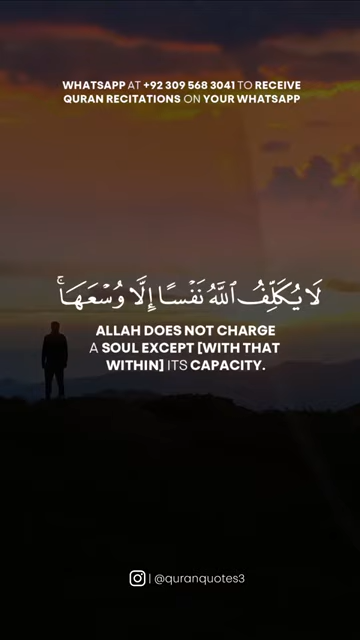 WHATSAPP AT +92 309 568 3041 TO RECEIVE
QURAN RECITATIONS ON YOUR WHATSAPP
لَا يُكَلِّفُ ٱللَّهُ نَفْسًا إِلَّا وُسْعَهَاۚ
ALLAH DOES NOT CHARGE
A SOUL EXCEPT [WITH THAT
WITHIN] ITS CAPACITY.
| @quranquotes3